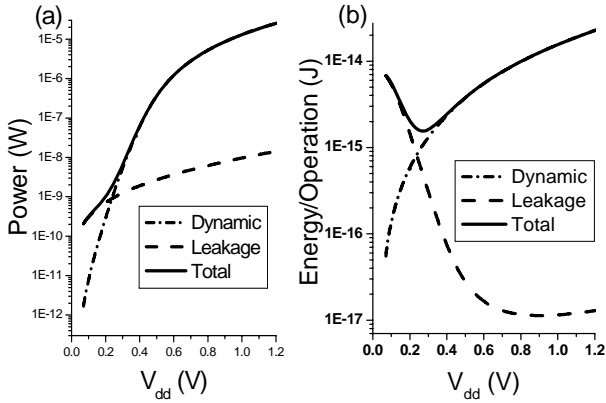 (a)
Power (W)
1E-5
1E-6
1E-7
1E-8
1E-9
1E-10
1E-11
1E-12
0.0 0.2 0.4 0.6 0.8 1.0 1.2
Vdd (V)
Dynamic
Leakage
Total
(b)
Energy/Operation (J)
1E-14
1E-15
1E-16
1E-17
0.0 0.2 0.4 0.6 0.8 1.0 1.2
Vdd (V)
Dynamic
Leakage
Total